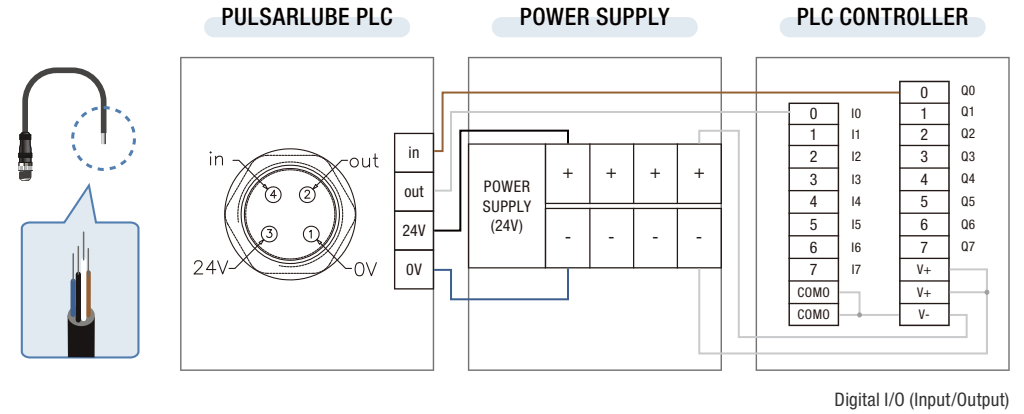 PULSARLUBE PLC
POWER SUPPLY
PLC CONTROLLER
in
out
4
2
3
1
24V
0V
in
out
24V
0V
POWER
SUPPLY
(24V)
+ + + +
- - - -
0 I0
1 I1
2 I2
3 I3
4 I4
5 I5
6 I6
7 I7
COM0
COM0
0 Q0
1 Q1
2 Q2
3 Q3
4 Q4
5 Q5
6 Q6
7 Q7
V+
V+
V-
Digital I/O (Input/Output)